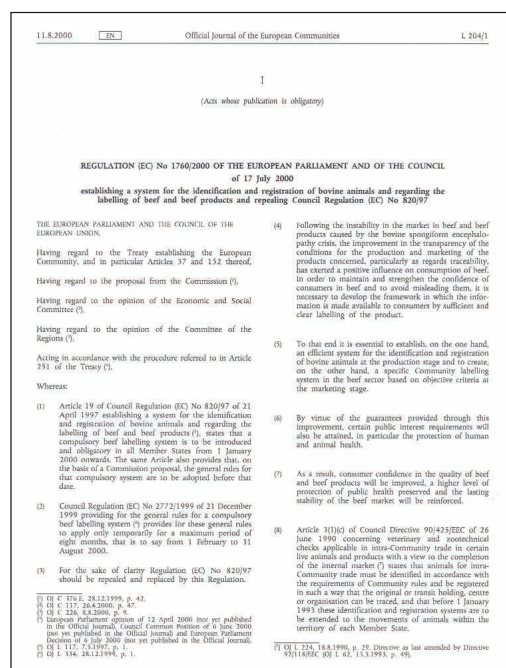 11.8.2000
EN
Official Journal of the European Communities
L 204/1
I
(Acts whose publication is obligatory)
REGULATION (EC) No 1760/2000 OF THE EUROPEAN PARLIAMENT AND OF THE COUNCIL
of 17 July 2000
establishing a system for the identification and registration of bovine animals and regarding the
labelling of beef and beef products and repealing Council Regulation (EC) No 820/97
THE EUROPEAN PARLIAMENT AND THE COUNCIL OF THE
EUROPEAN UNION,
Having regard to the Treaty establishing the European
Community, and in particular Articles 37 and 152 thereof,
Having regard to the proposal from the Commission (¹),
Having regard to the opinion of the Economic and Social
Committee (²),
Having regard to the opinion of the Committee of the
Regions (³),
Acting in accordance with the procedure referred to in Article
251 of the Treaty (⁴),
Whereas:
(1) Article 19 of Council Regulation (EC) No 820/97 of 21
April 1997 establishing a system for the identification
and registration of bovine animals and regarding the
labelling of beef and beef products (⁵), states that a
compulsory beef labelling system is to be introduced
and obligatory in all Member States from 1 January
2000 onwards. The same Article also provides that, on
the basis of a Commission proposal, the general rules for
that compulsory system are to be adopted before that
date.
(2) Council Regulation (EC) No 2772/1999 of 21 December
1999 providing for the general rules for a compulsory
beef labelling system (⁶) provides for these general rules
to apply only temporarily for a maximum period of
eight months, that is to say from 1 February to 31
August 2000.
(3) For the sake of clarity Regulation (EC) No 820/97
should be repealed and replaced by this Regulation.
(¹) OJ C 376 E, 28.12.1999, p. 42.
(²) OJ C 117, 26.4.2000, p. 47.
(³) OJ C 226, 8.8.2000, p. 9.
(⁴) European Parliament opinion of 12 April 2000 (not yet published
in the Official Journal), Council Common Position of 6 June 2000
(not yet published in the Official Journal) and European Parliament
Decision of 6 July 2000 (not yet published in the Official Journal).
(⁵) OJ L 117, 7.5.1997, p. 1.
(⁶) OJ L 334, 28.12.1999, p. 1.
(4) Following the instability in the market in beef and beef
products caused by the bovine spongiform encephalo-
pathy crisis, the improvement in the transparency of the
conditions for the production and marketing of the
products concerned, particularly as regards traceability,
has exerted a positive influence on consumption of beef.
In order to maintain and strengthen the confidence of
consumers in beef and to avoid misleading them, it is
necessary to develop the framework in which the infor-
mation is made available to consumers by sufficient and
clear labelling of the product.
(5) To that end it is essential to establish, on the one hand,
an efficient system for the identification and registration
of bovine animals at the production stage and to create,
on the other hand, a specific Community labelling
system in the beef sector based on objective criteria at
the marketing stage.
(6) By virtue of the guarantees provided through this
improvement, certain public interest requirements will
also be attained, in particular the protection of human
and animal health.
(7) As a result, consumer confidence in the quality of beef
and beef products will be improved, a higher level of
protection of public health preserved and the lasting
stability of the beef market will be reinforced.
(8) Article 3(1)(c) of Council Directive 90/425/EEC of 26
June 1990 concerning veterinary and zootechnical
checks applicable in intra-Community trade in certain
live animals and products with a view to the completion
of the internal market (⁷) states that animals for intra-
Community trade must be identified in accordance with
the requirements of Community rules and be registered
in such a way that the original or transit holding, centre
or organisation can be traced, and that before 1 January
1993 these identification and registration systems are to
be extended to the movements of animals within the
territory of each Member State.
(⁷) OJ L 224, 18.8.1990, p. 29. Directive as last amended by Directive
92/118/EEC (OJ L 62, 15.3.1993, p. 49).